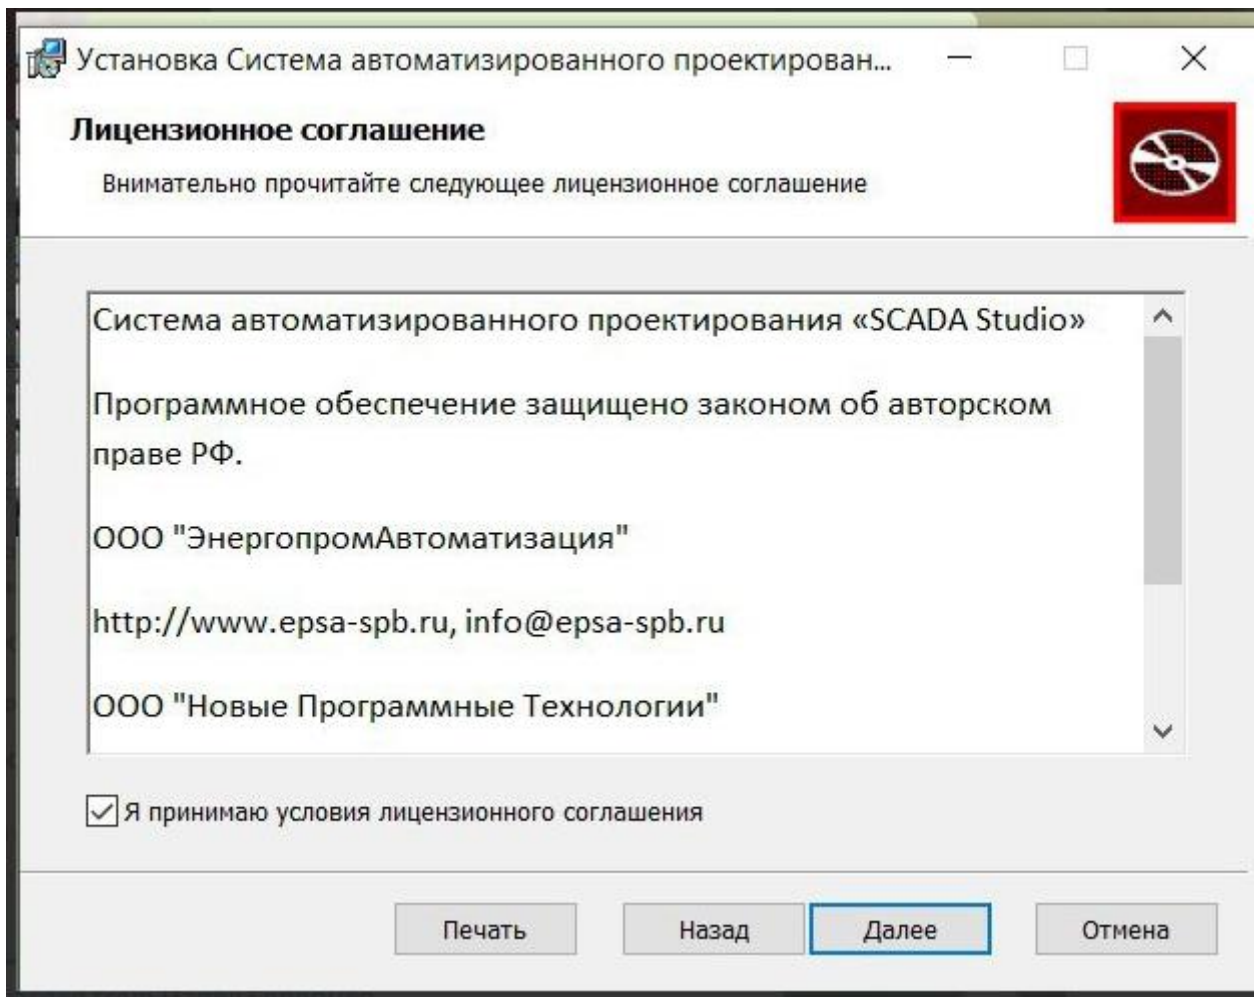 Установка Система автоматизированного проектирован...
Лицензионное соглашение
Внимательно прочитайте следующее лицензионное соглашение
Система автоматизированного проектирования «SCADA Studio»
Программное обеспечение защищено законом об авторском
праве РФ.
ООО "ЭнергопромАвтоматизация"
http://www.epsa-spb.ru, info@epsa-spb.ru
ООО "Новые Программные Технологии"
Я принимаю условия лицензионного соглашения
Печать
Назад
Далее
Отмена